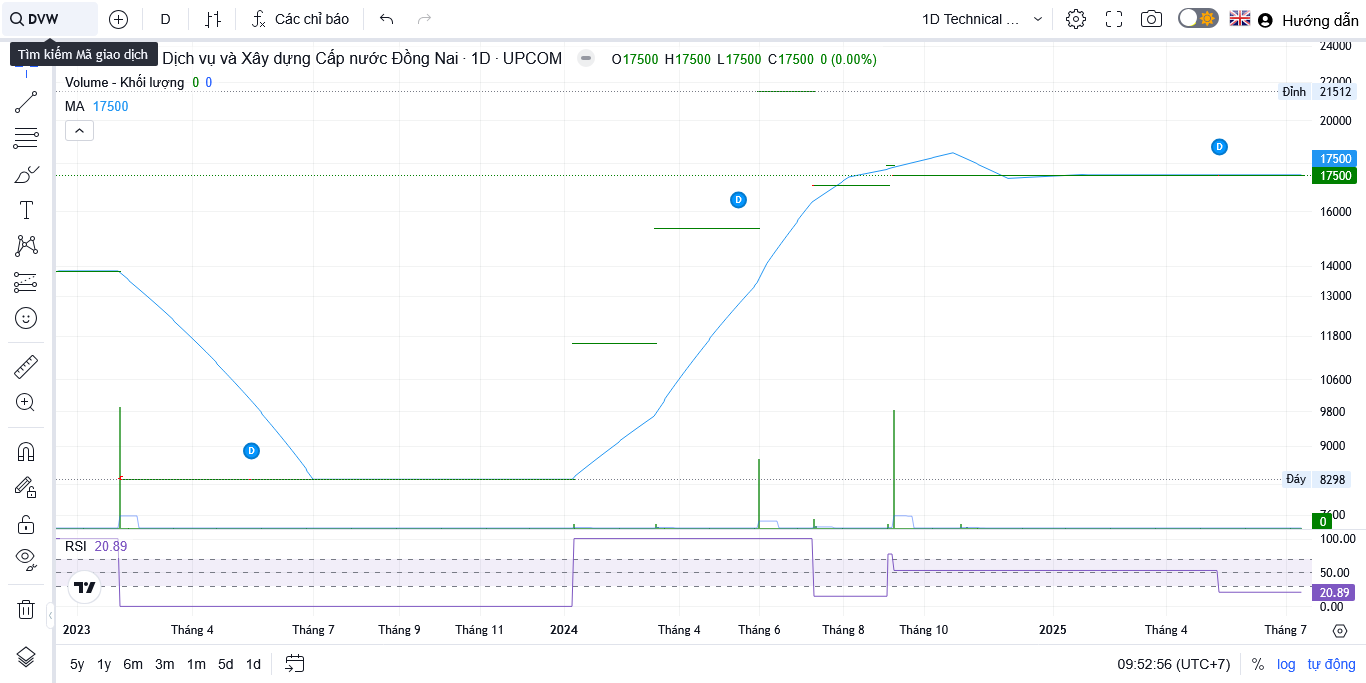 DVW D Các chỉ báo 1D Technical ... Hướng dẫn
Tìm kiếm Mã giao dịch
Dịch vụ và Xây dựng Cấp nước Đồng Nai · 1D · UPCOM O17500 H17500 L17500 C17500 0 (0.00%)
Volume - Khối lượng 0 0
MA 17500
24000
22000
Đỉnh 21512
20000
D
17500
17500
D
16000
14000
13000
11800
10600
9800
9000
D
Đáy 8298
7600
0
RSI 20.89
100.00
50.00
20.89
0.00
2023 Tháng 4 Tháng 7 Tháng 9 Tháng 11 2024 Tháng 4 Tháng 6 Tháng 8 Tháng 10 2025 Tháng 4 Tháng 7
5y 1y 6m 3m 1m 5d 1d 09:52:56 (UTC+7) % log tự động